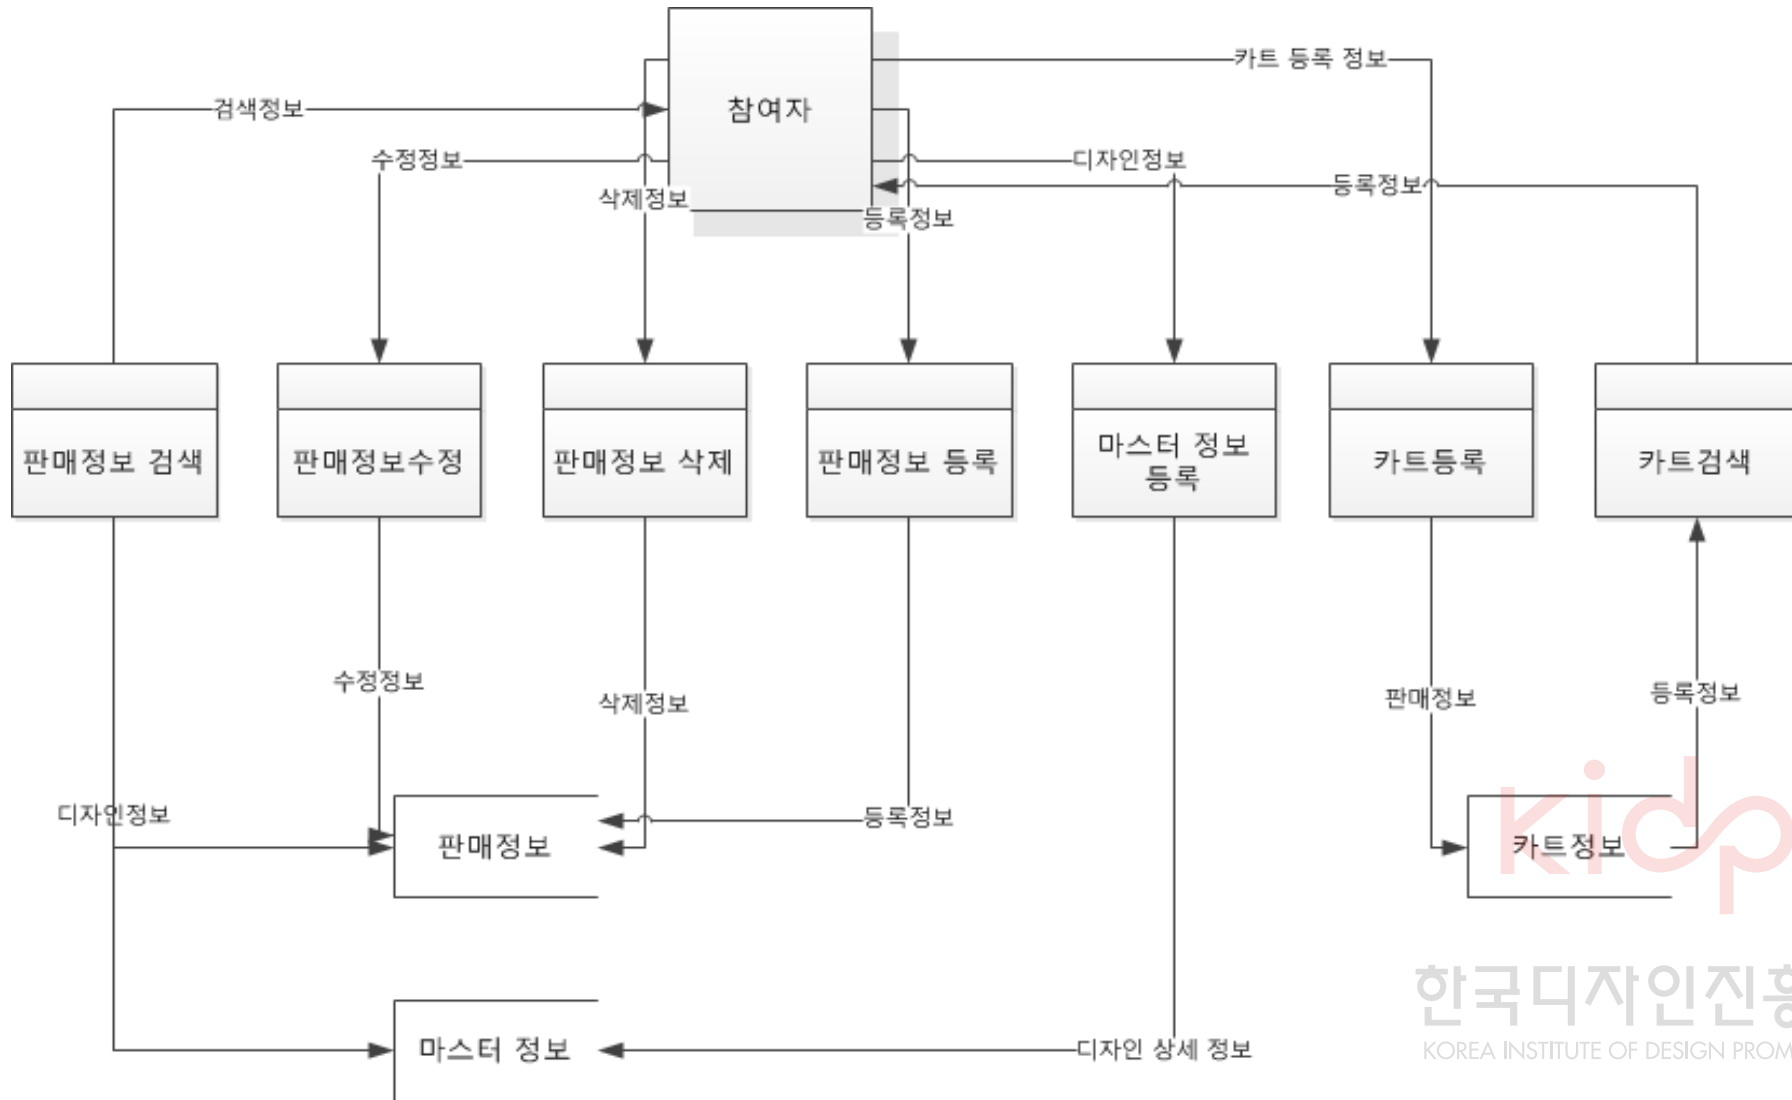 참여자
카트 등록 정보
검색정보
수정정보
디자인정보
등록정보
삭제정보
등록정보
판매정보 검색
판매정보수정
판매정보 삭제
판매정보 등록
마스터 정보
등록
카트등록
카트검색
수정정보
삭제정보
판매정보
등록정보
디자인정보
등록정보
판매정보
카트정보
kidp
한국디자인진흥
마스터 정보
디자인 상세 정보
KOREA INSTITUTE OF DESIGN PROM